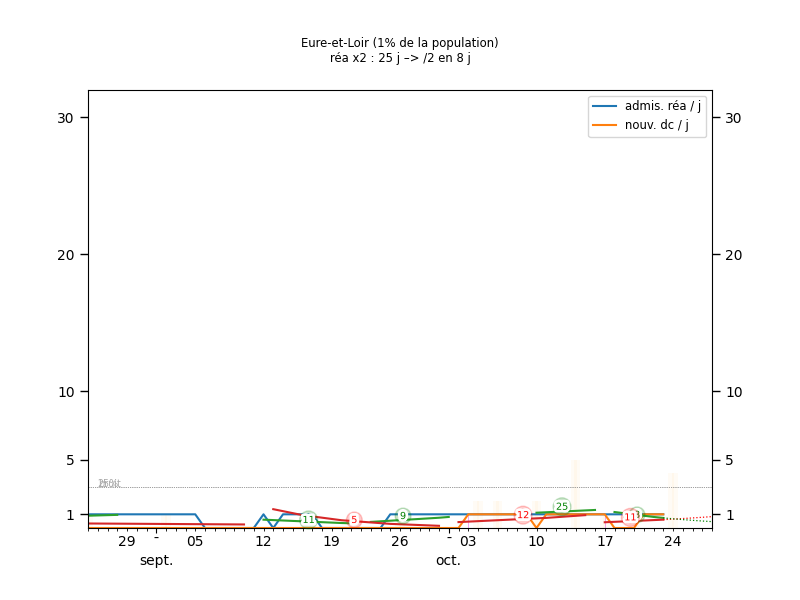 Eure-et-Loir (1% de la population)
réa x2 : 25 j –> /2 en 8 j
admis. réa / j
nouv. dc / j
30 30
20 20
10 10
5 5
1 1
11 5 9 12 25 11
29 - 05 12 19 26 - 03 10 17 24
sept. oct.